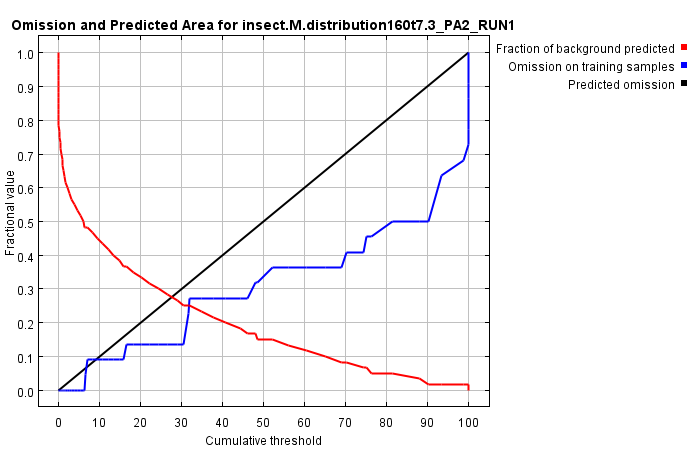 Omission and Predicted Area for insect.M.distribution160t7.3_PA2_RUN1
Fraction of background predicted
Omission on training samples
Predicted omission
1.0
0.9
0.8
0.7
0.6
0.5
0.4
0.3
0.2
0.1
0.0
Fractional value
0 10 20 30 40 50 60 70 80 90 100
Cumulative threshold